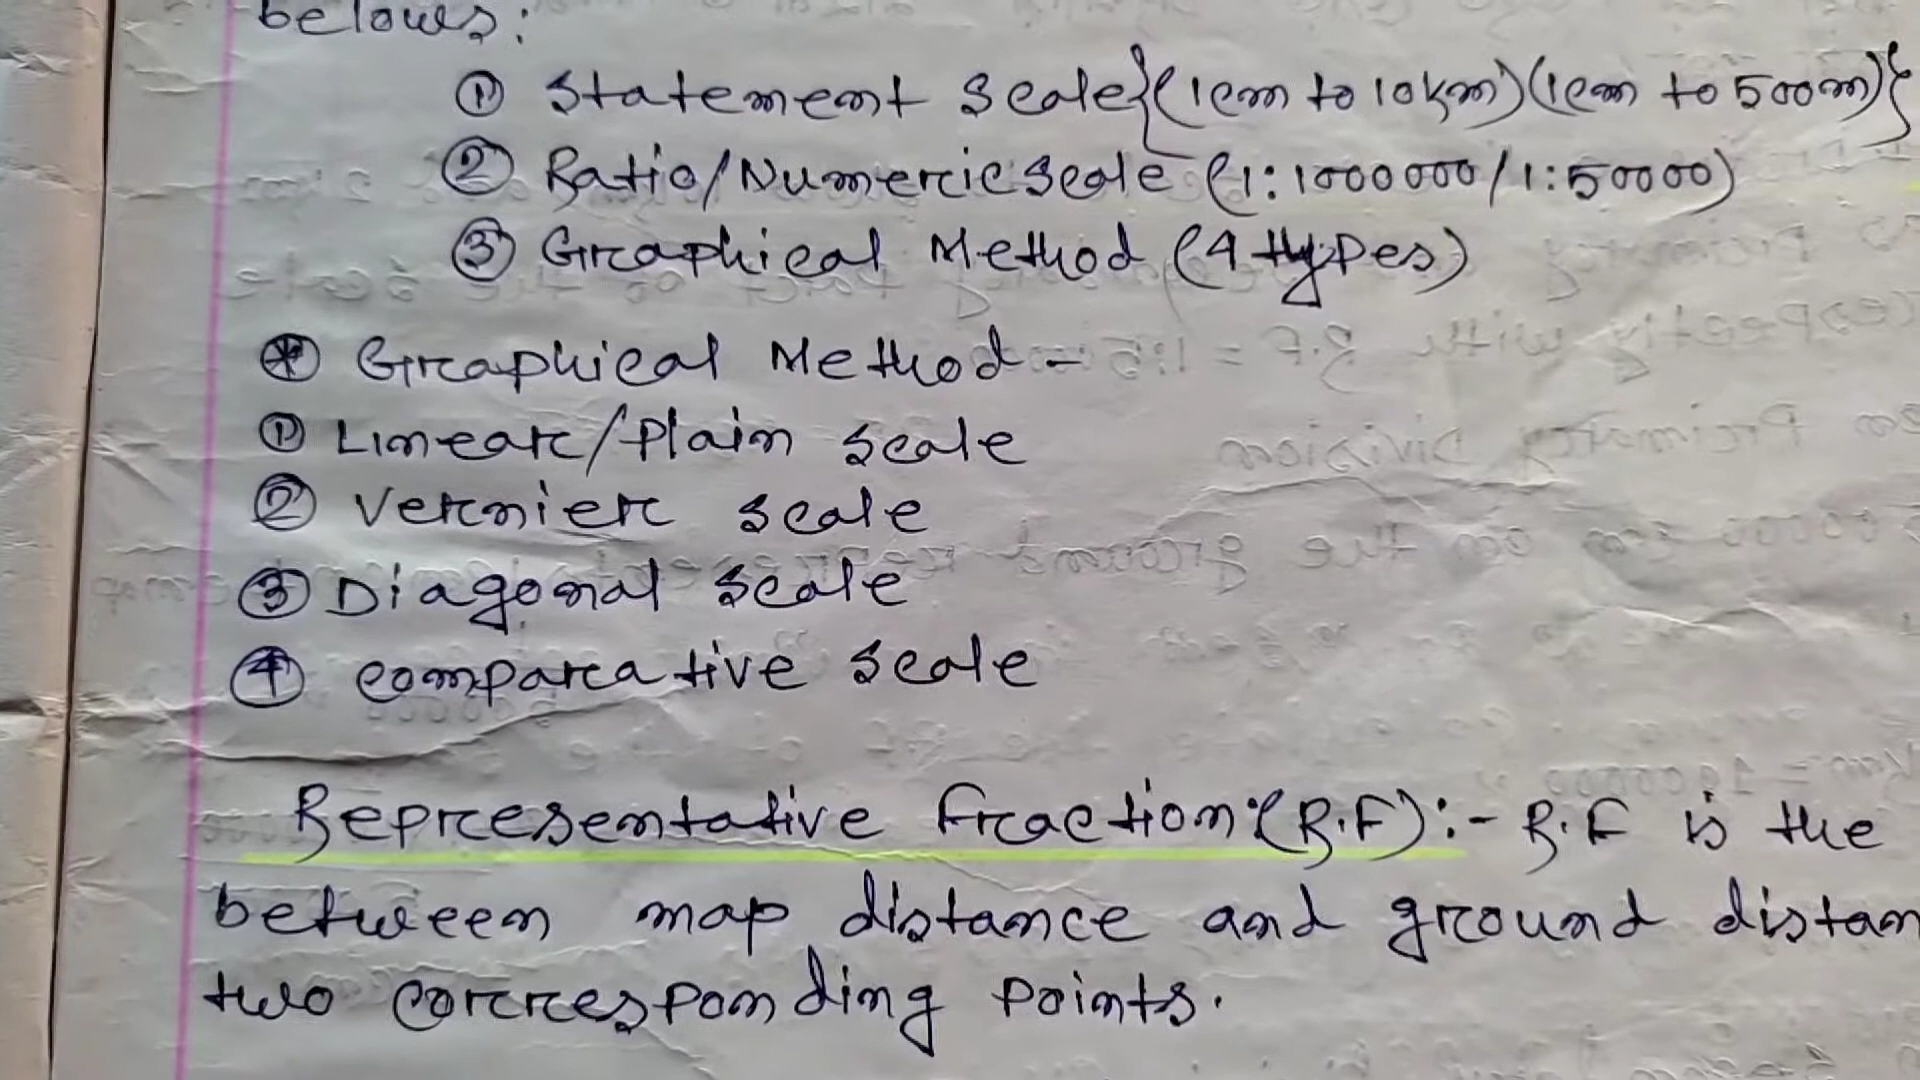 belows:
① Statement Scale{(1cm to 10km)(1cm to 500m)}
② Ratio/Numeric Scale (1:1000000/1:50000)
③ Graphical Method (4 types)
* Graphical Method -
① Linear/Plain Scale
② Vernier Scale
③ Diagonal Scale
④ Comparative Scale
Representative Fraction:(R.F):- R.F is the
between map distance and ground distan
two corresponding points.